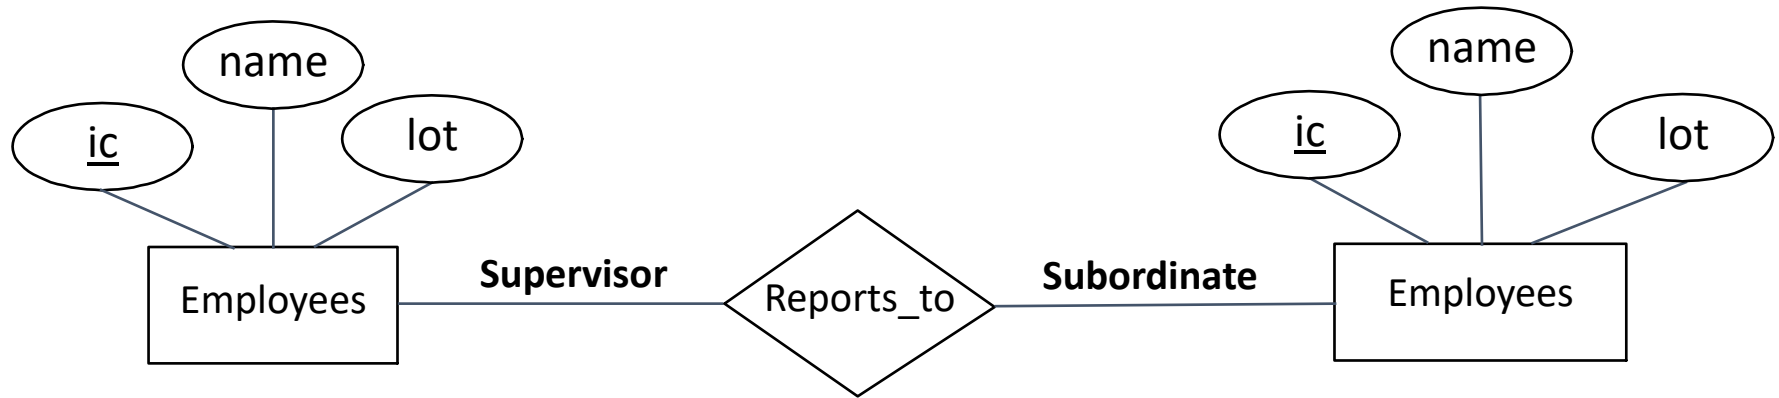 name
ic
lot
Employees
Supervisor
Reports_to
Subordinate
name
ic
lot
Employees